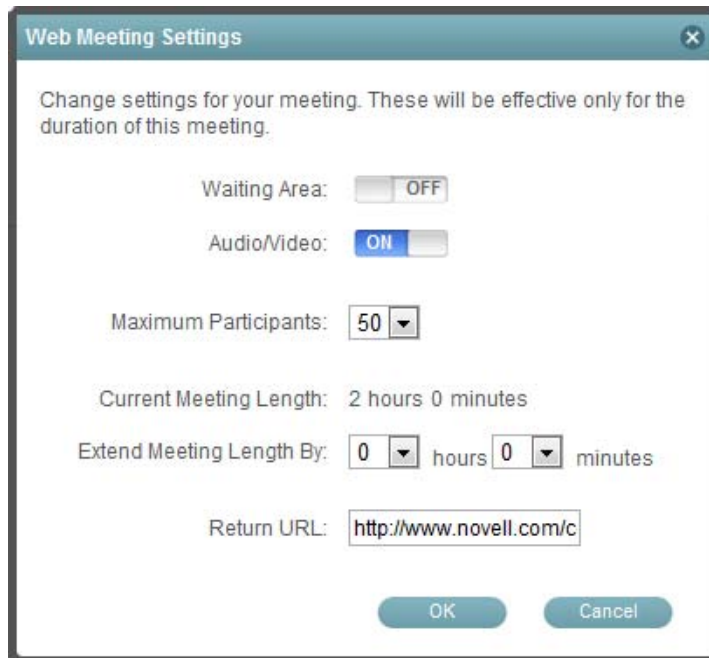 Web Meeting Settings
Change settings for your meeting. These will be effective only for the
duration of this meeting.
Waiting Area: OFF
Audio/Video: ON
Maximum Participants: 50
Current Meeting Length: 2 hours 0 minutes
Extend Meeting Length By: 0 hours 0 minutes
Return URL: http://www.novell.com/c
OK Cancel